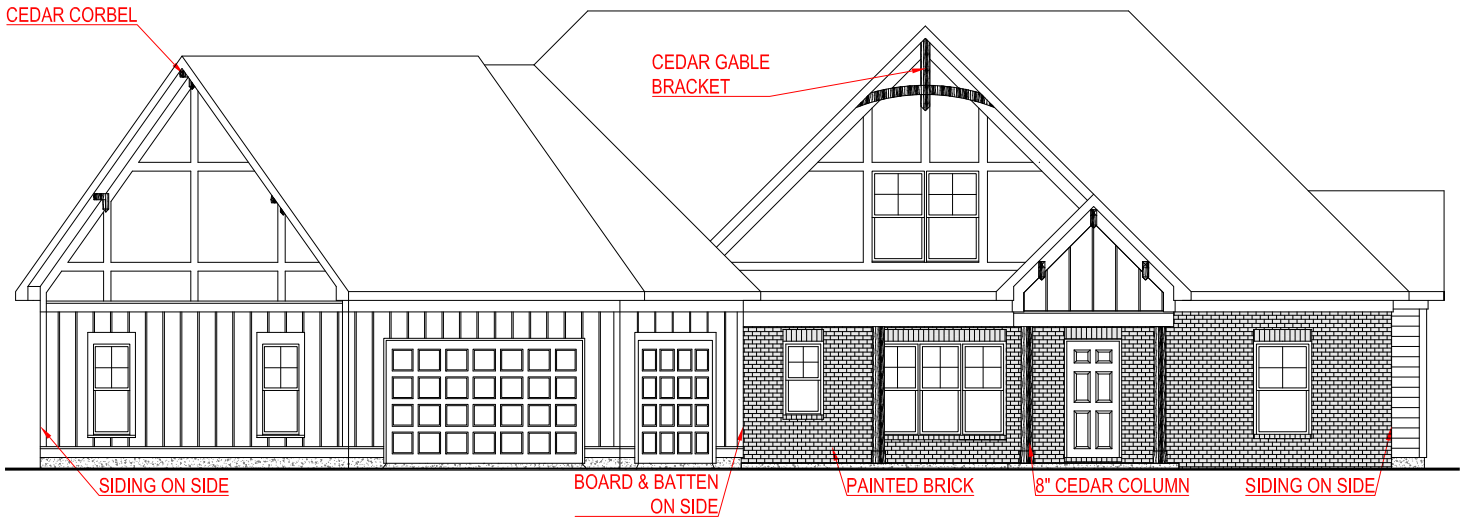 CEDAR CORBEL
CEDAR GABLE
BRACKET
SIDING ON SIDE
BOARD & BATTEN
ON SIDE
PAINTED BRICK
8" CEDAR COLUMN
SIDING ON SIDE